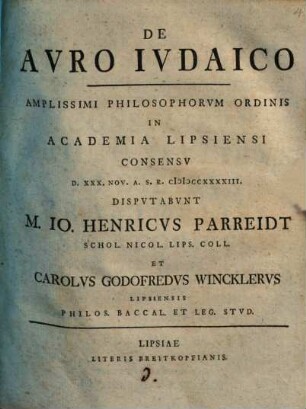 DE
AVRO IVDAICO
AMPLISSIMI PHILOSOPHORVM ORDINIS
IN
ACADEMIA LIPSIENSI
CONSENSV
D. XXX. NOV. A. S. R. CIƆIƆCCXXXXIII.
DISPVTABVNT
M. IO. HENRICVS PARREIDT
SCHOL. NICOL. LIPS. COLL.
ET
CAROLVS GODOFREDVS WINCKLERVS
LIPSIENSIS
PHILOS. BACCAL. ET LEG. STVD.
LIPSIAE
LITERIS BREITKOPFIANIS.